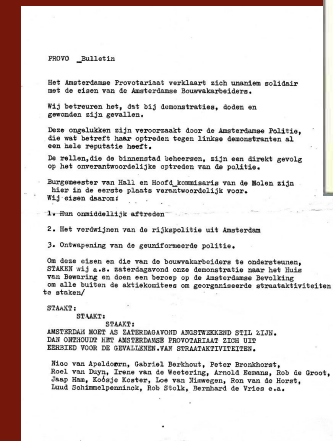 PROVO _Bulletin
Het Amsterdamse Provotariaat verklaart zich unaniem solidair
met de eisen van de Amsterdamse Bouwvakarbeiders.
Wij betreuren het, dat bij demonstraties, doden en
gewonden zijn gevallen.
Deze ongelukken zijn veroorzaakt door de Amsterdamse Politie,
die wat betreft haar optreden tegen linkse demonstranten al
een hele reputatie heeft.
De rellen,die de binnenstad beheersen, zijn een direkt gevolg
op het onverantwoordelijke optreden van de politie.
Burgemeester van Hall en Hoofd_kommisaris van de Molen zijn
hier in de eerste plaats verantwoordelijk voor.
Wij eisen daarom:
1. Hun onmiddellijk aftreden
2. Het verdwijnen van de rijkspolitie uit Amsterdam
3. Ontwapening van de geuniformeerde politie.
Om deze eisen en die van de bouwvakarbeiders te ondersteunen,
STAKEN wij a.s. zaterdagavond onze demonstratie naar het Huis
van Bewaring en doen een beroep op de Amsterdamse Bevolking
om alle buiten de aktiekomitees om georganiseerde straataktiviteiten
te staken/
STAAKT:
STAAKT:
STAAKT:
AMSTERDAM MOET AS ZATERDAGAVOND ANGSTWEKKEND STIL ZIJN.
DAN ONTHOUDT HET AMSTERDAMSE PROVOTARIAAT ZICH UIT
EERBIED VOOR DE GEVALLENEN.VAN STRAATAKTIVITEITEN.
Nico van Apeldoorn, Gabriel Berkhout, Peter Bronkhorst,
Roel van Duyn, Irene van de Weetering, Arnold Eemans, Rob de Groot,
Jaap Ham, Koosje Koster, Loe van Nimwegen, Ron van de Horst,
Luud Schimmelpenninck, Rob Stolk, Bernhard de Vries e.a.